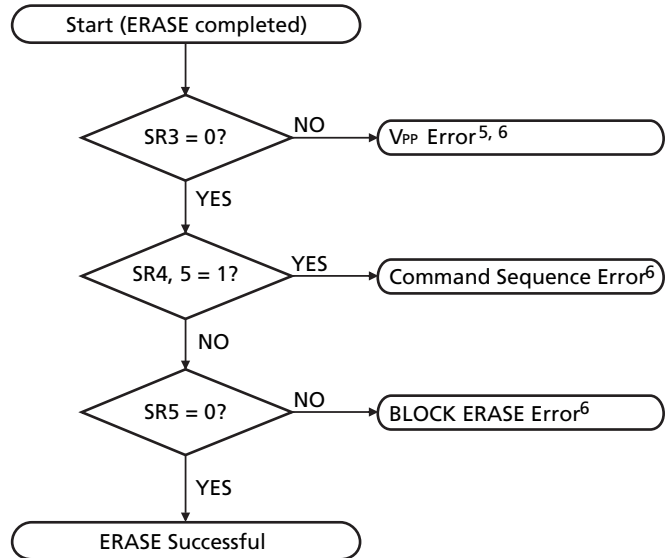 Start (ERASE completed)
SR3 = 0?
NO
VPP Error5, 6
YES
SR4, 5 = 1?
YES
Command Sequence Error6
NO
SR5 = 0?
NO
BLOCK ERASE Error6
YES
ERASE Successful